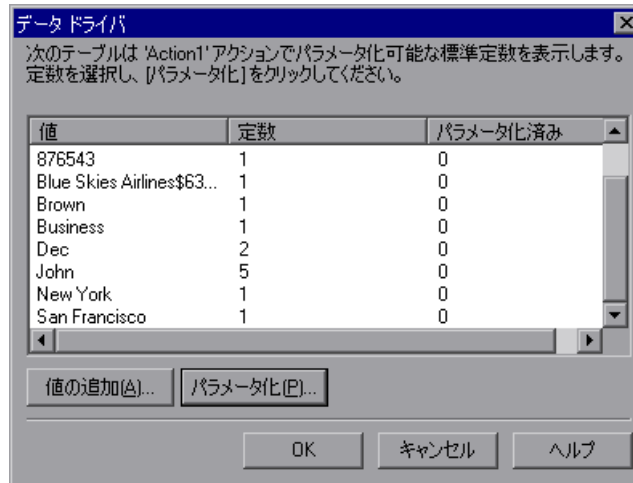 データ ドライバ
次のテーブルは 'Action1' アクションでパラメータ化可能な標準定数を表示します。
定数を選択し、[パラメータ化]をクリックしてください。
値 定数 パラメータ化済み
876543 1 0
Blue Skies Airlines$63... 1 0
Brown 1 0
Business 1 0
Dec 2 0
John 5 0
New York 1 0
San Francisco 1 0
値の追加(A)... パラメータ化(P)...
OK キャンセル ヘルプ